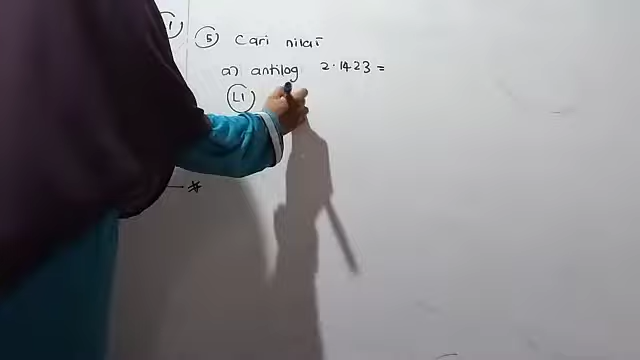 5 Cari nilai
a) antilog 2.1423 =
L1